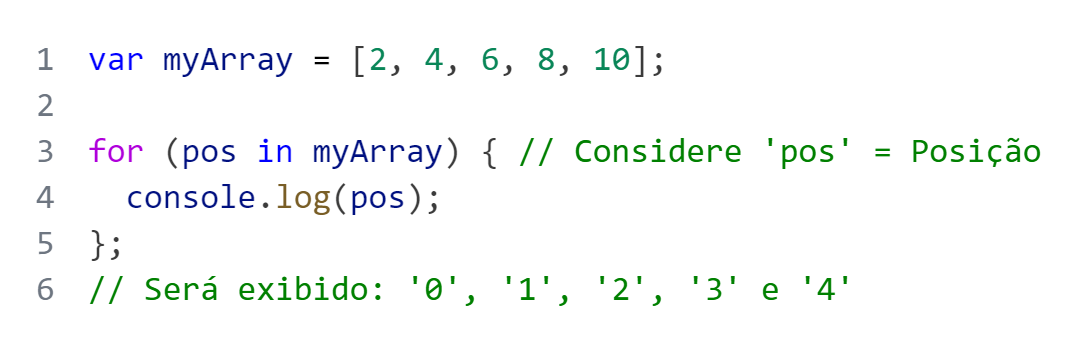 1 var myArray = [2, 4, 6, 8, 10];
2
3 for (pos in myArray) { // Considere 'pos' = Posição
4   console.log(pos);
5 };
6 // Será exibido: '0', '1', '2', '3' e '4'